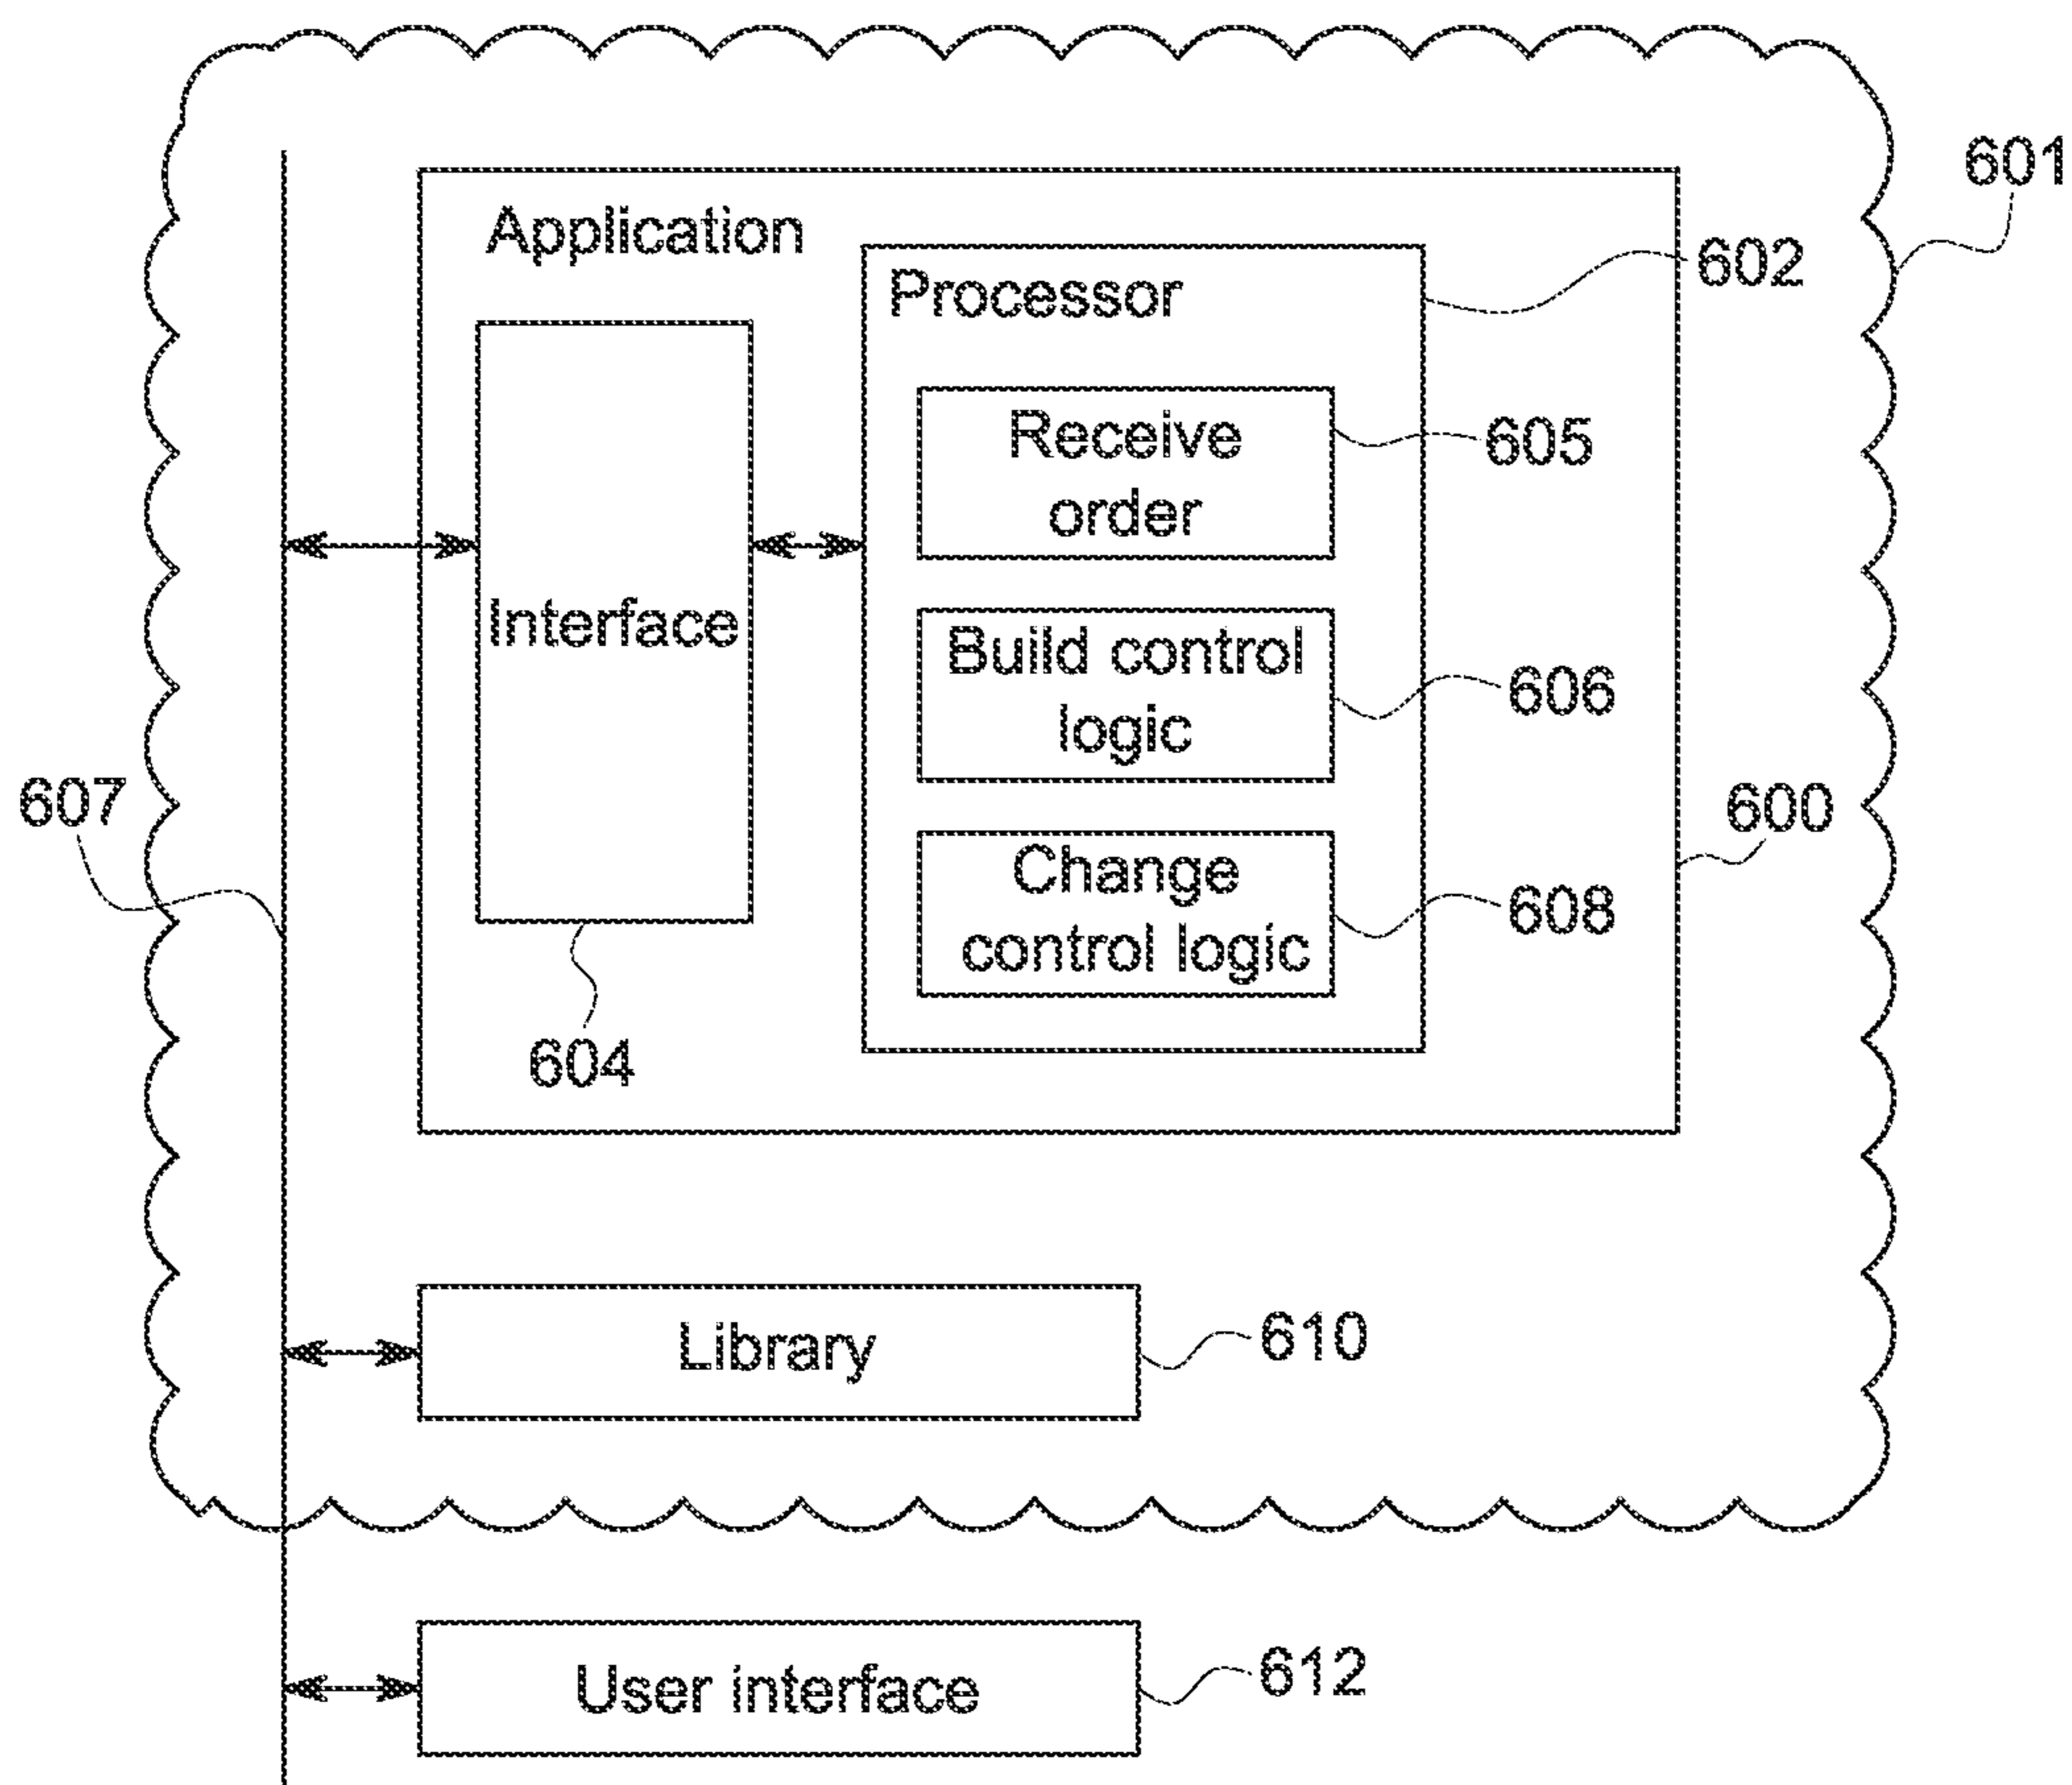 601
Application
602
Processor
Receive
order
605
Interface
Build control
logic
606
607
600
Change
control logic
608
604
Library
610
User interface
612